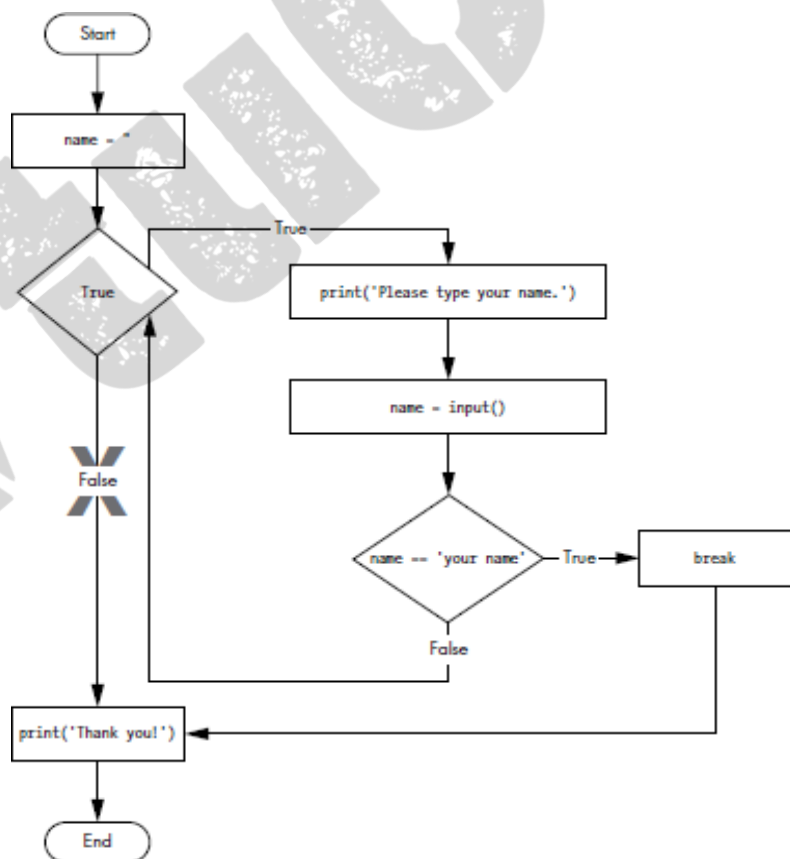 Start
name = ''
True
True
print('Please type your name.')
name = input()
name == 'your name'
True
break
False
False
print('Thank you!')
End